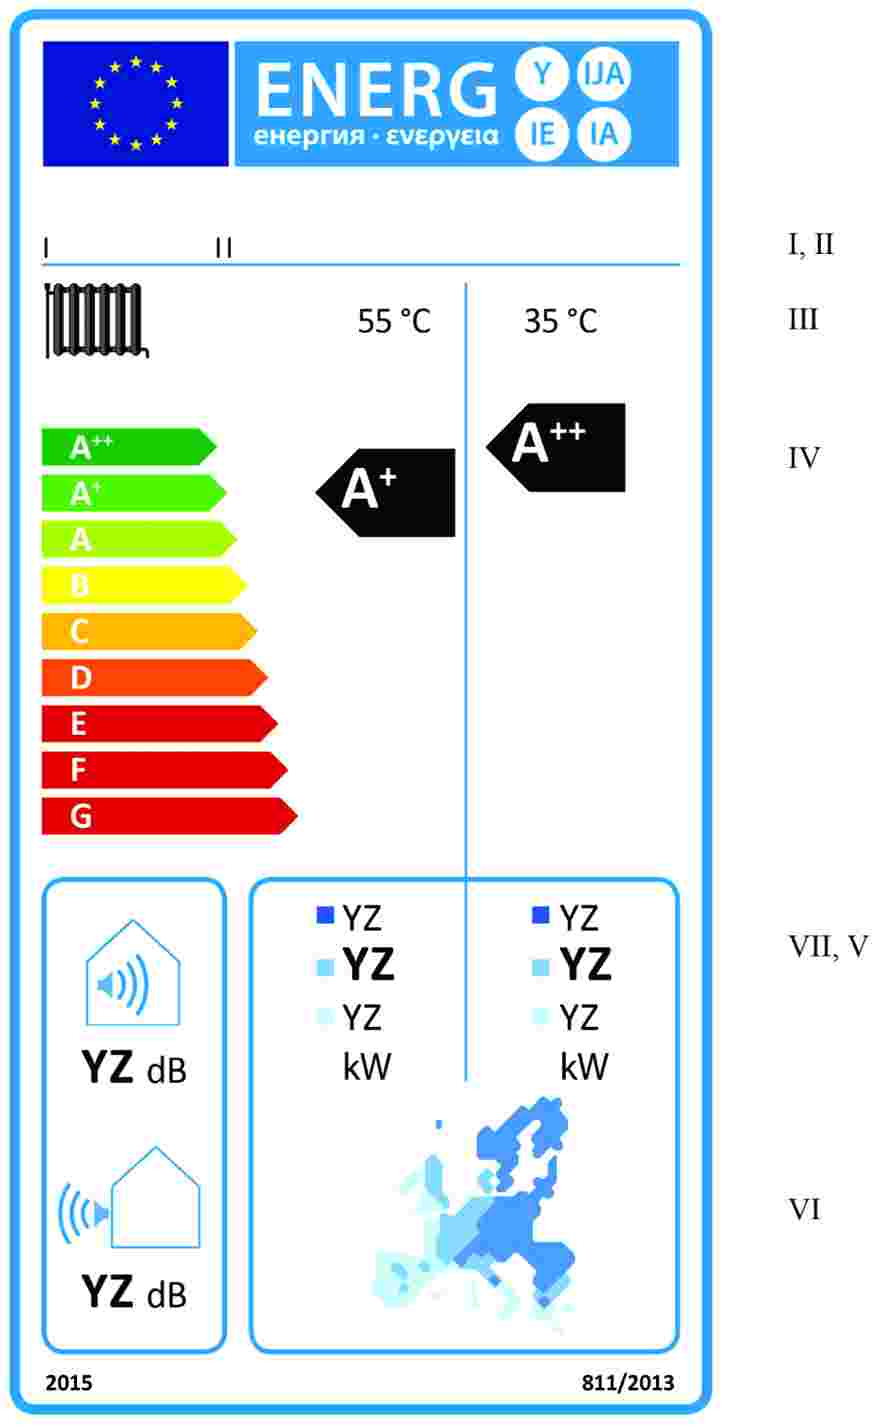 ENERG Y IJA
енергия · ενεργεια IE IA
I II I, II
55 °C 35 °C III
A++ A++ IV
A+ A+
A
B
C
D
E
F
G
YZ YZ VII, V
YZ YZ
YZ YZ
YZ dB kW kW
VI
YZ dB
2015 811/2013